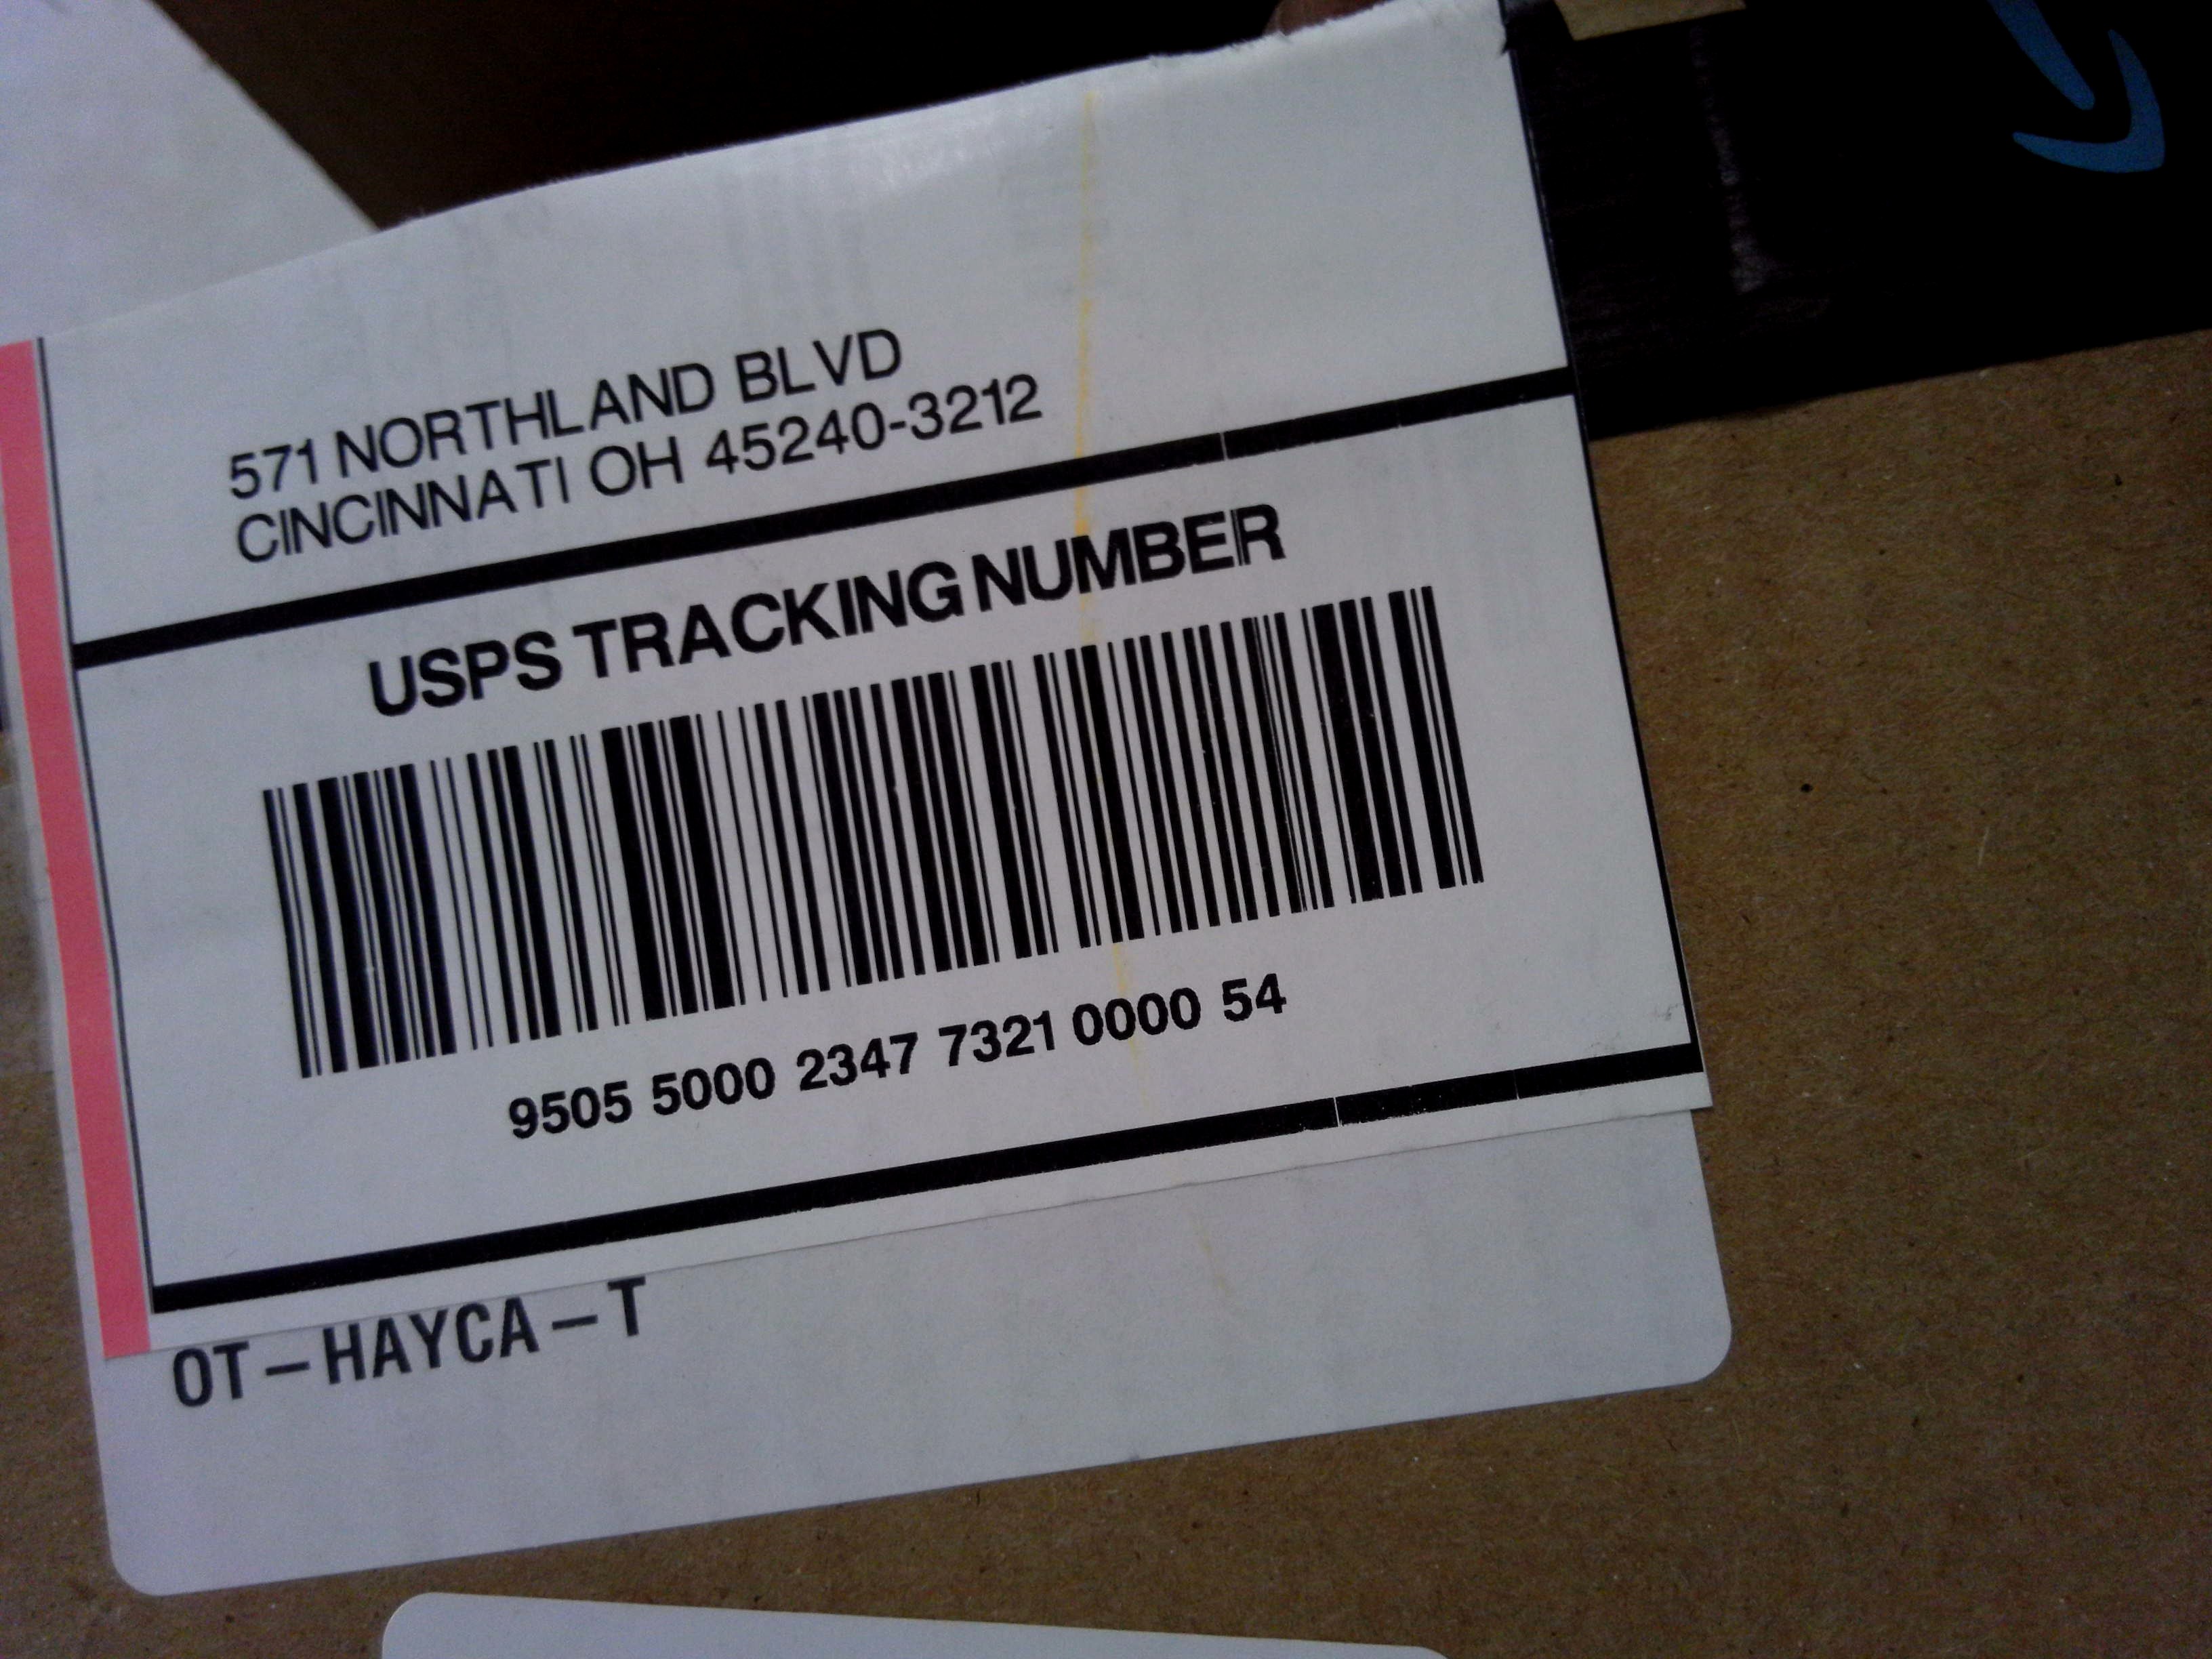 571 NORTHLAND BLVD
CINCINNATI OH 45240-3212
USPS TRACKING NUMBER
9505 5000 2347 7321 0000 54
OT-HAYCA-T